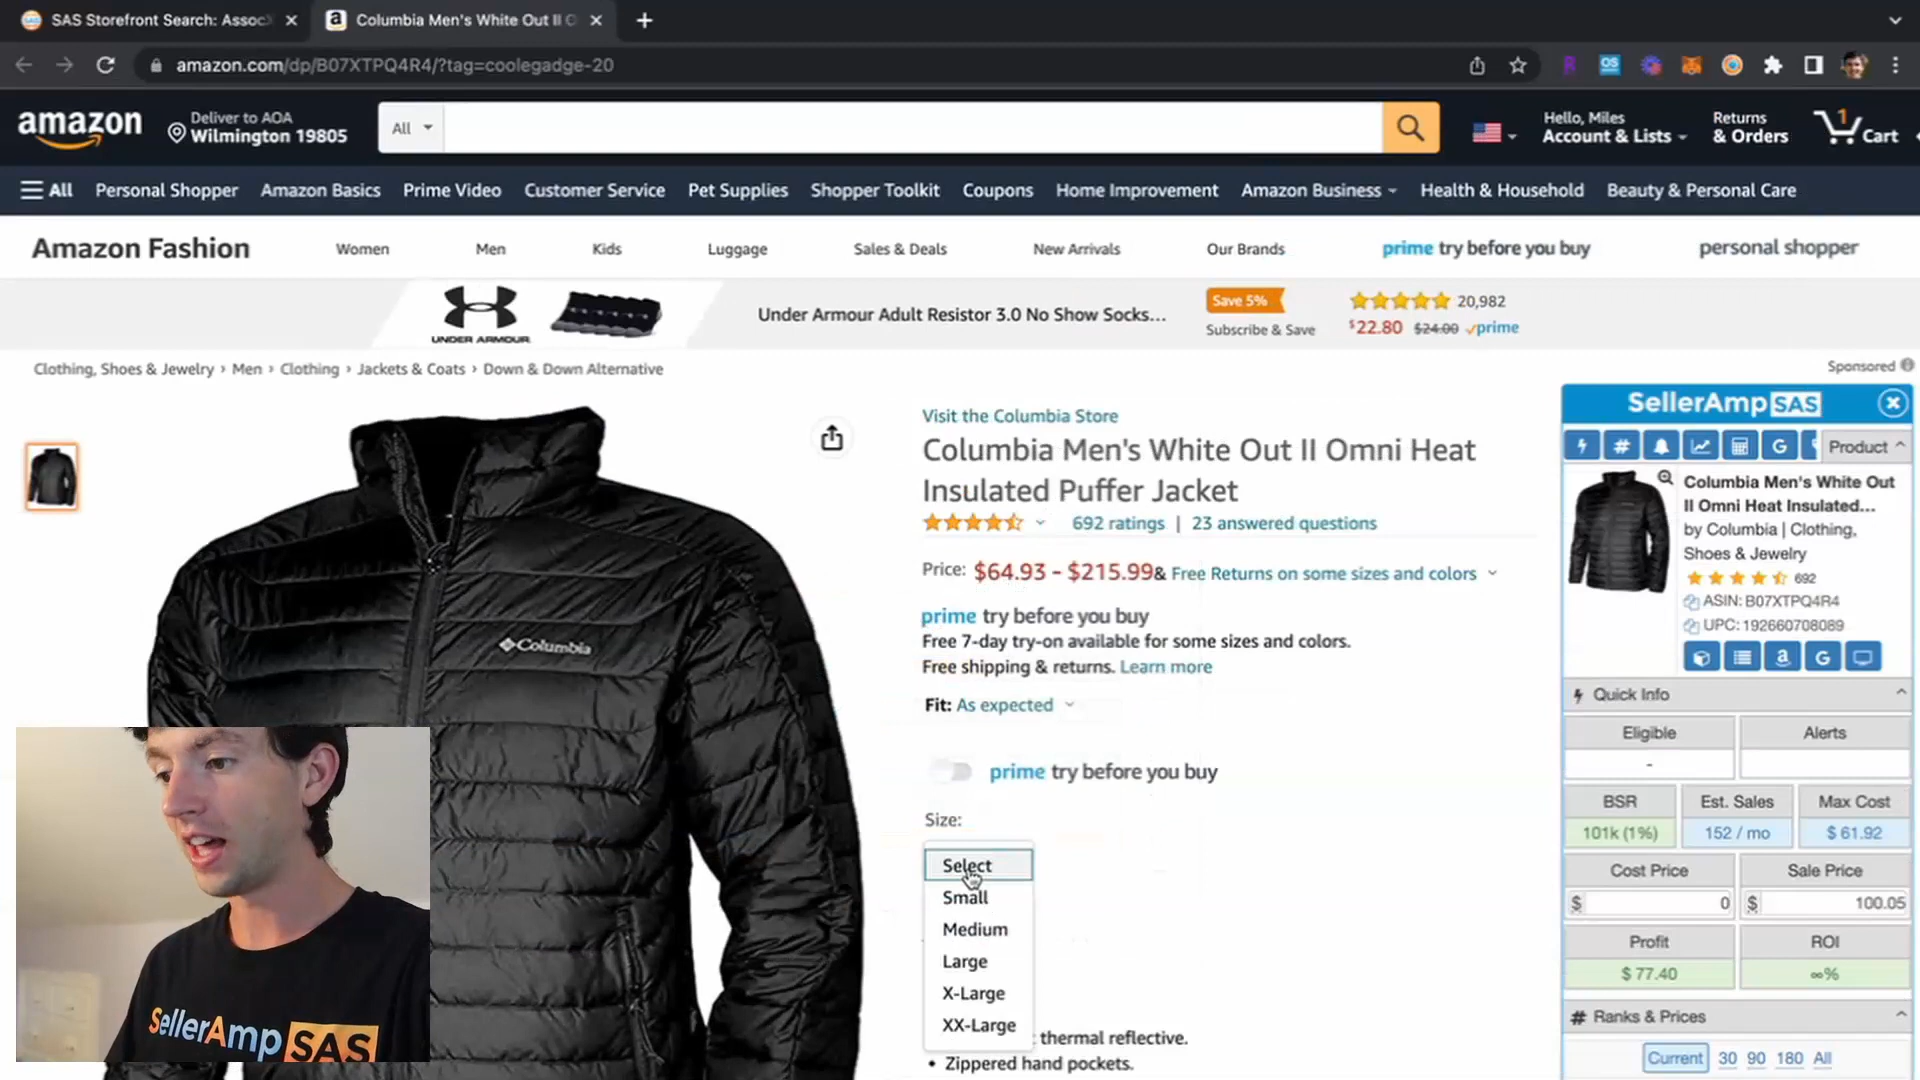 SAS Storefront Search: Assoc
Columbia Men's White Out II O
amazon.com/dp/B07XTPQ4R4/?tag=coolegadge-20
amazon
Deliver to AOA
Wilmington 19805
All
Hello, Miles
Account & Lists
Returns
& Orders
1
Cart
All
Personal Shopper
Amazon Basics
Prime Video
Customer Service
Pet Supplies
Shopper Toolkit
Coupons
Home Improvement
Amazon Business
Health & Household
Beauty & Personal Care
Amazon Fashion
Women
Men
Kids
Luggage
Sales & Deals
New Arrivals
Our Brands
prime try before you buy
personal shopper
UNDER ARMOUR
Under Armour Adult Resistor 3.0 No Show Socks...
Save 5%
Subscribe & Save
20,982
$22.80 $24.00 prime
Clothing, Shoes & Jewelry › Men › Clothing › Jackets & Coats › Down & Down Alternative
Sponsored
Columbia
Visit the Columbia Store
Columbia Men's White Out II Omni Heat
Insulated Puffer Jacket
692 ratings | 23 answered questions
Price: $64.93 - $215.99& Free Returns on some sizes and colors
prime try before you buy
Free 7-day try-on available for some sizes and colors.
Free shipping & returns. Learn more
Fit: As expected
prime try before you buy
Size:
Select
Small
Medium
Large
X-Large
XX-Large
thermal reflective.
• Zippered hand pockets.
SellerAmp SAS
Product
Columbia Men's White Out
II Omni Heat Insulated...
by Columbia | Clothing,
Shoes & Jewelry
692
ASIN: B07XTPQ4R4
UPC: 192660708089
Quick Info
Eligible
Alerts
-
BSR
Est. Sales
Max Cost
101k (1%)
152 / mo
$ 61.92
Cost Price
Sale Price
$ 0
$ 100.05
Profit
ROI
$ 77.40
∞%
# Ranks & Prices
Current 30 90 180 All
SellerAmp SAS